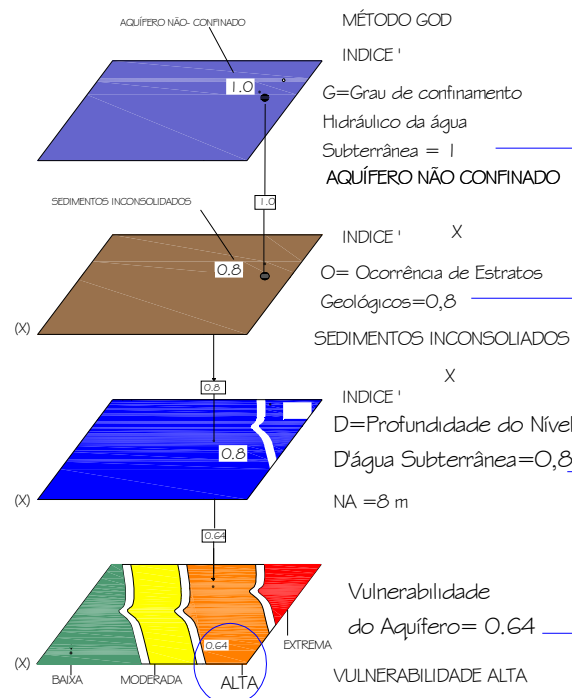 AQUÍFERO NÃO- CONFINADO
1.0
1.0
SEDIMENTOS INCONSOLIDADOS
0.8
(X)
0.8
0.8
(X)
0.64
0.64
(X)
BAIXA
MODERADA
ALTA
EXTREMA
MÉTODO GOD
INDICE '
G=Grau de confinamento
Hidráulico da água
Subterrânea = 1
AQUÍFERO NÃO CONFINADO
INDICE ' X
O= Ocorrência de Estratos
Geológicos=0,8
SEDIMENTOS INCONSOLIADOS
X
INDICE '
D=Profundidade do Nível
D'água Subterrânea=0,8
NA =8 m
Vulnerabilidade
do Aquífero= 0.64
VULNERABILIDADE ALTA